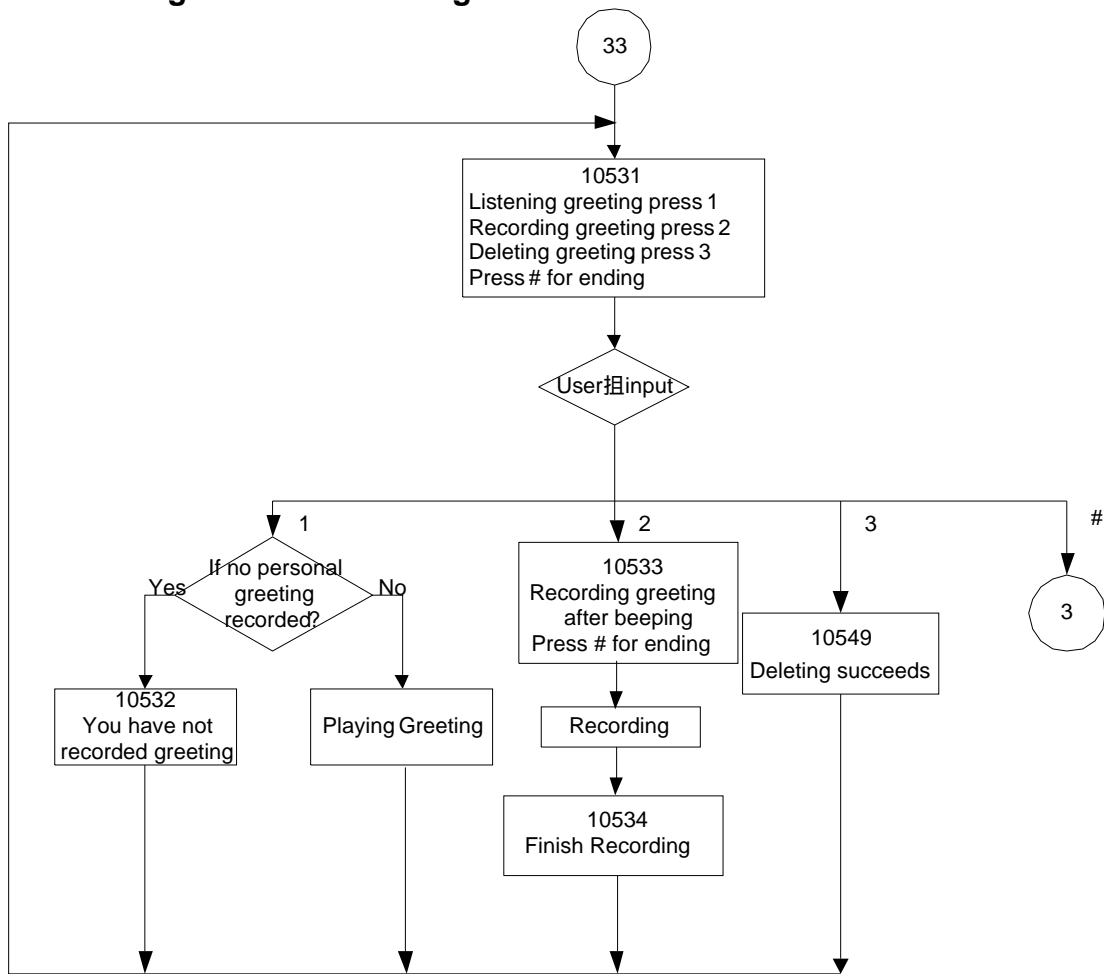 33
10531
Listening greeting press 1
Recording greeting press 2
Deleting greeting press 3
Press # for ending
User担input
1
2
3
#
If no personal
greeting
recorded?
Yes
No
10533
Recording greeting
after beeping
Press # for ending
3
10549
Deleting succeeds
10532
You have not
recorded greeting
Playing Greeting
Recording
10534
Finish Recording